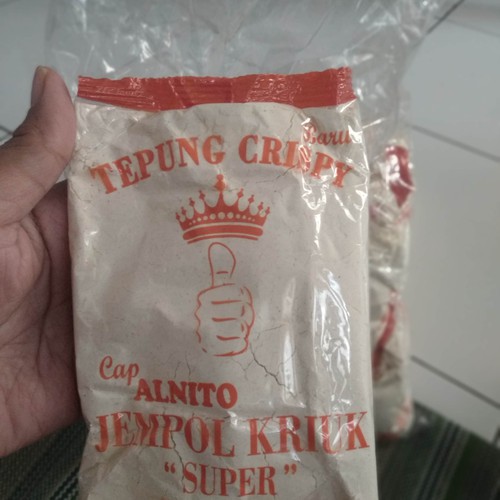 Baru
TEPUNG CRISPY
Cap
ALNITO
JEMPOL KRIUK
“SUPER”